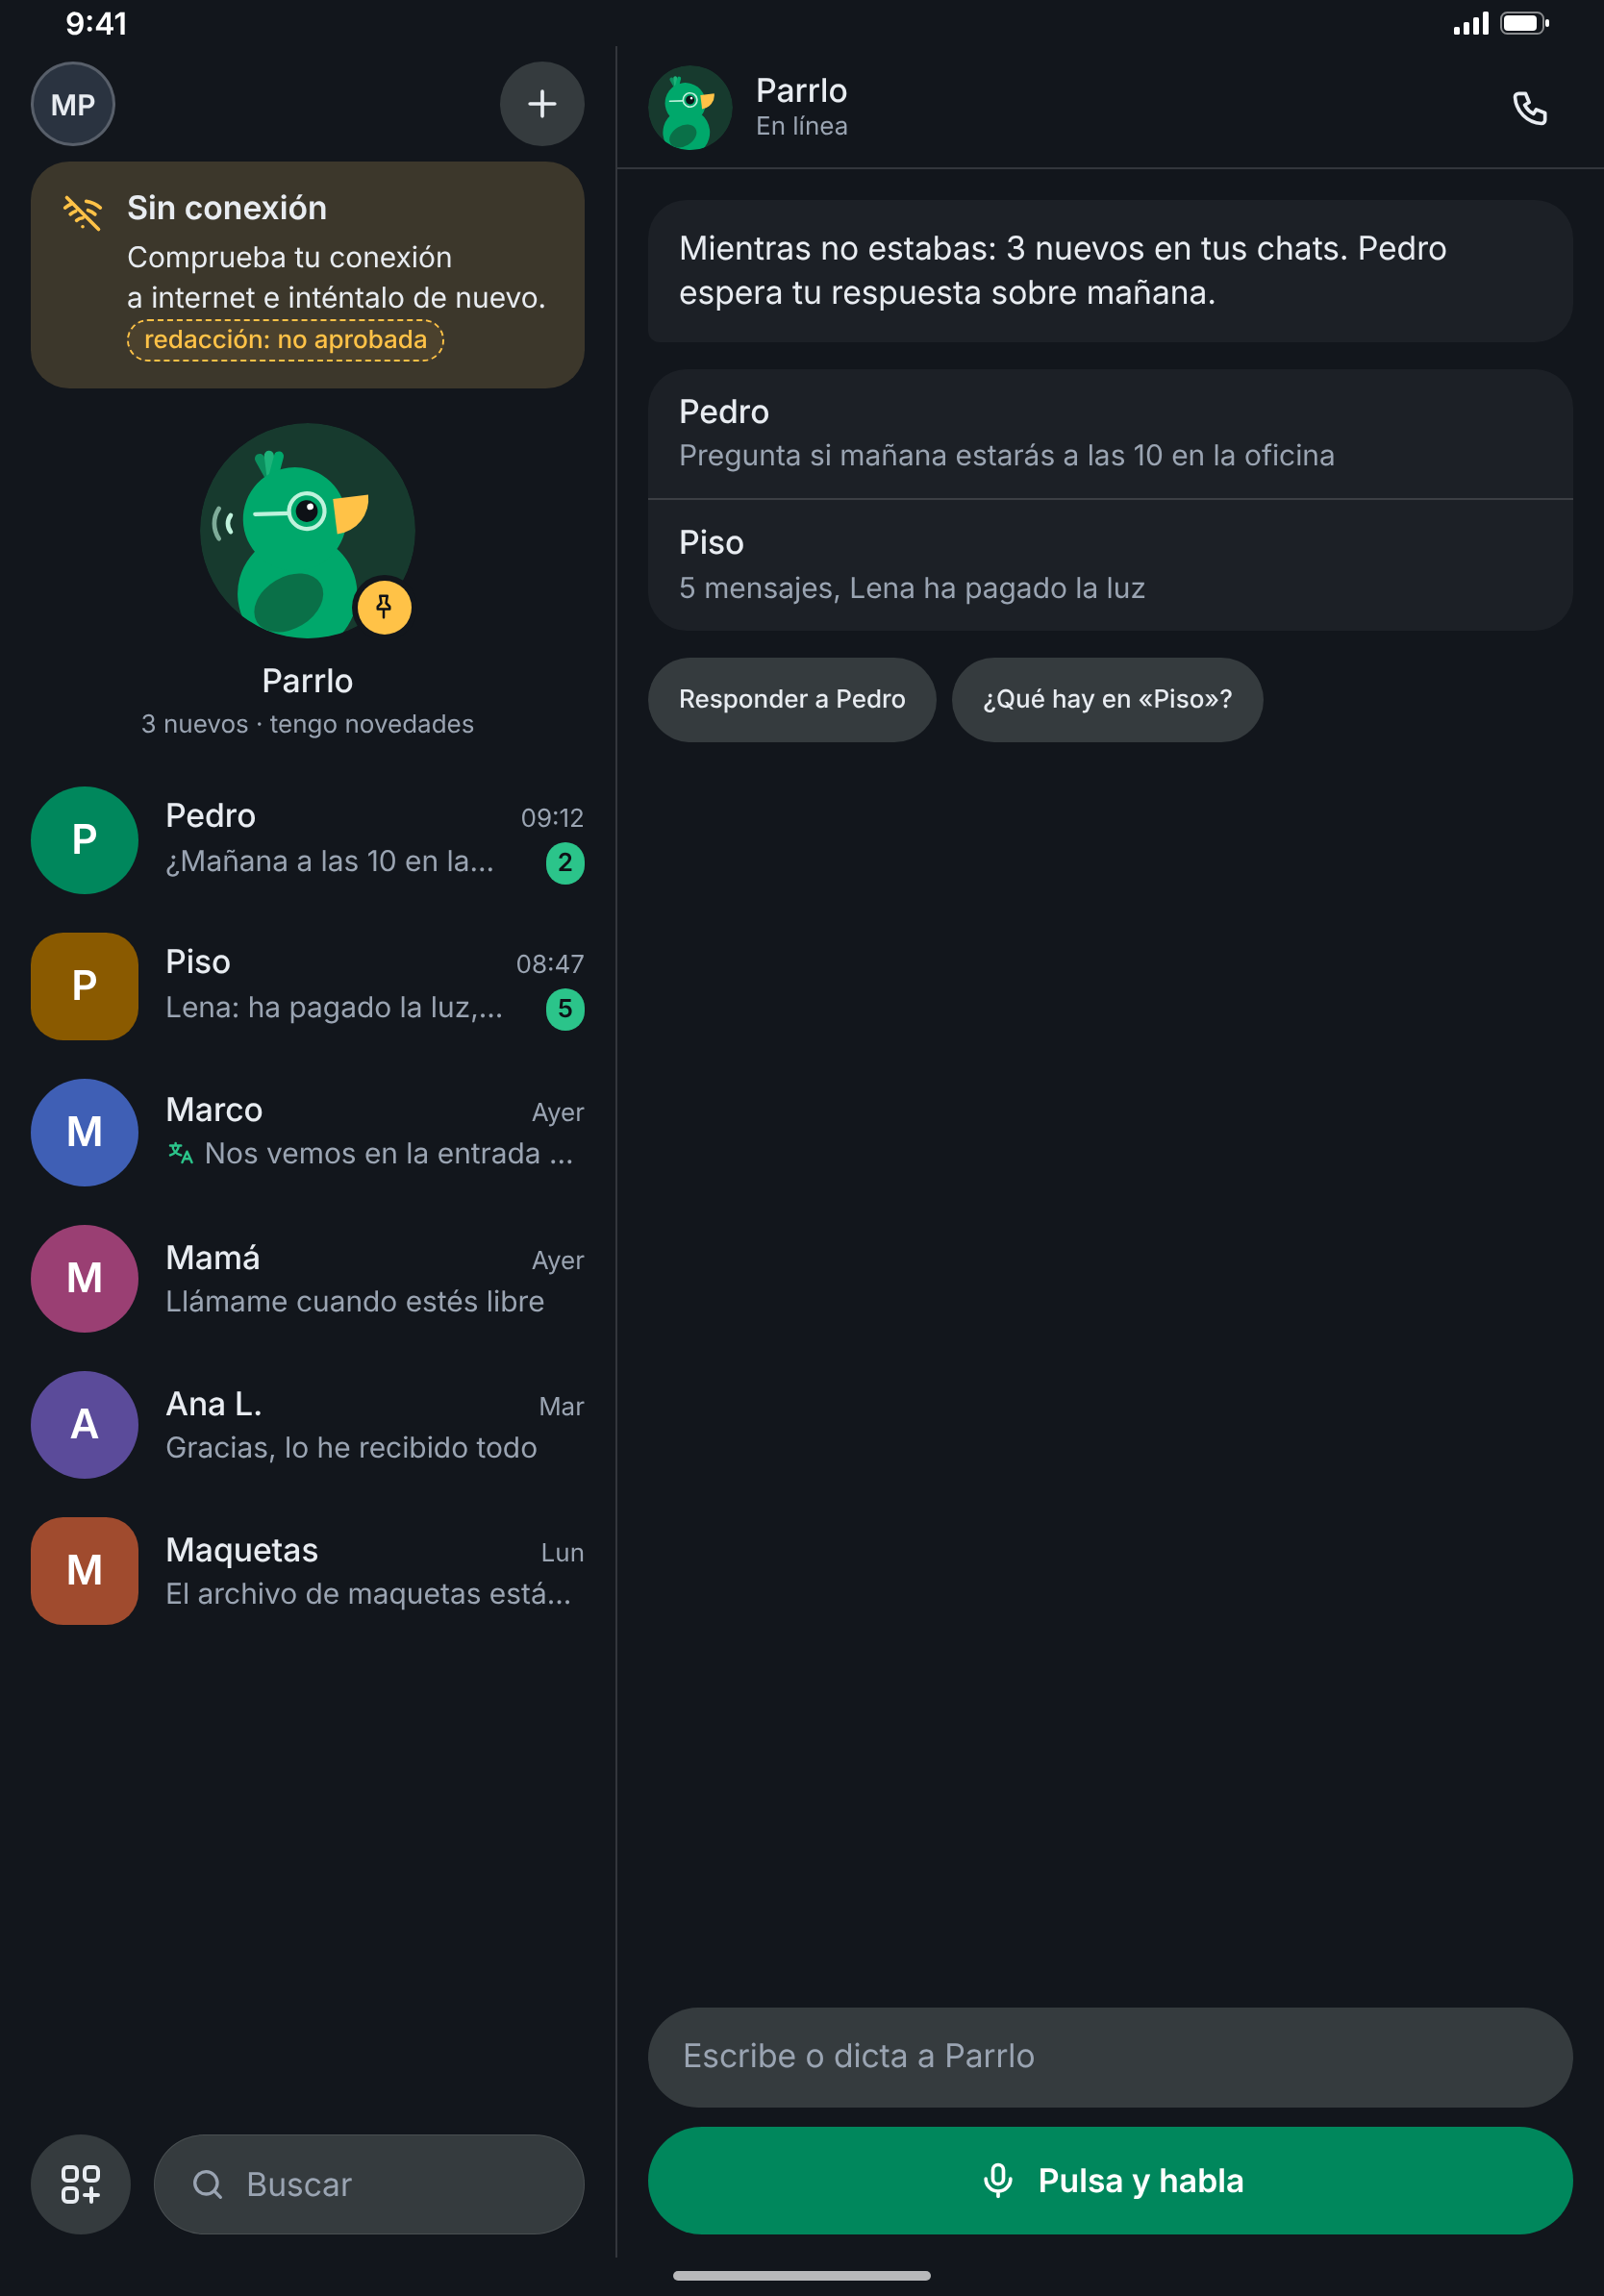 9:41
MP
Sin conexión
Comprueba tu conexión
a internet e inténtalo de nuevo.
redacción: no aprobada
Parrlo
3 nuevos · tengo novedades
P
Pedro
09:12
¿Mañana a las 10 en la...
2
P
Piso
08:47
Lena: ha pagado la luz,...
5
M
Marco
Ayer
Nos vemos en la entrada ...
M
Mamá
Ayer
Llámame cuando estés libre
A
Ana L.
Mar
Gracias, lo he recibido todo
M
Maquetas
Lun
El archivo de maquetas está...
Buscar
Parrlo
En línea
Mientras no estabas: 3 nuevos en tus chats. Pedro
espera tu respuesta sobre mañana.
Pedro
Pregunta si mañana estarás a las 10 en la oficina
Piso
5 mensajes, Lena ha pagado la luz
Responder a Pedro
¿Qué hay en «Piso»?
Escribe o dicta a Parrlo
Pulsa y habla